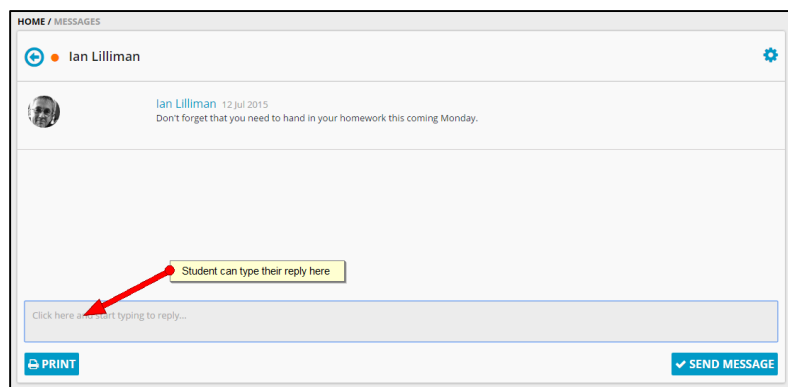 HOME / MESSAGES
Ian Lilliman
Ian Lilliman 12 Jul 2015
Don't forget that you need to hand in your homework this coming Monday.
Student can type their reply here
Click here and start typing to reply...
PRINT
SEND MESSAGE